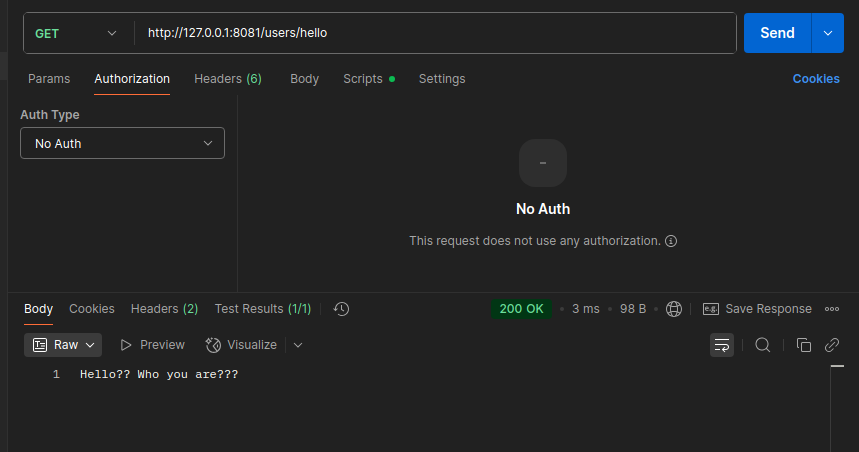 GET http://127.0.0.1:8081/users/hello Send
Params Authorization Headers (6) Body Scripts Settings Cookies
Auth Type
No Auth
No Auth
This request does not use any authorization.
Body Cookies Headers (2) Test Results (1/1) 200 OK • 3 ms • 98 B • e.g. Save Response
Raw Preview Visualize
1 Hello?? Who you are???